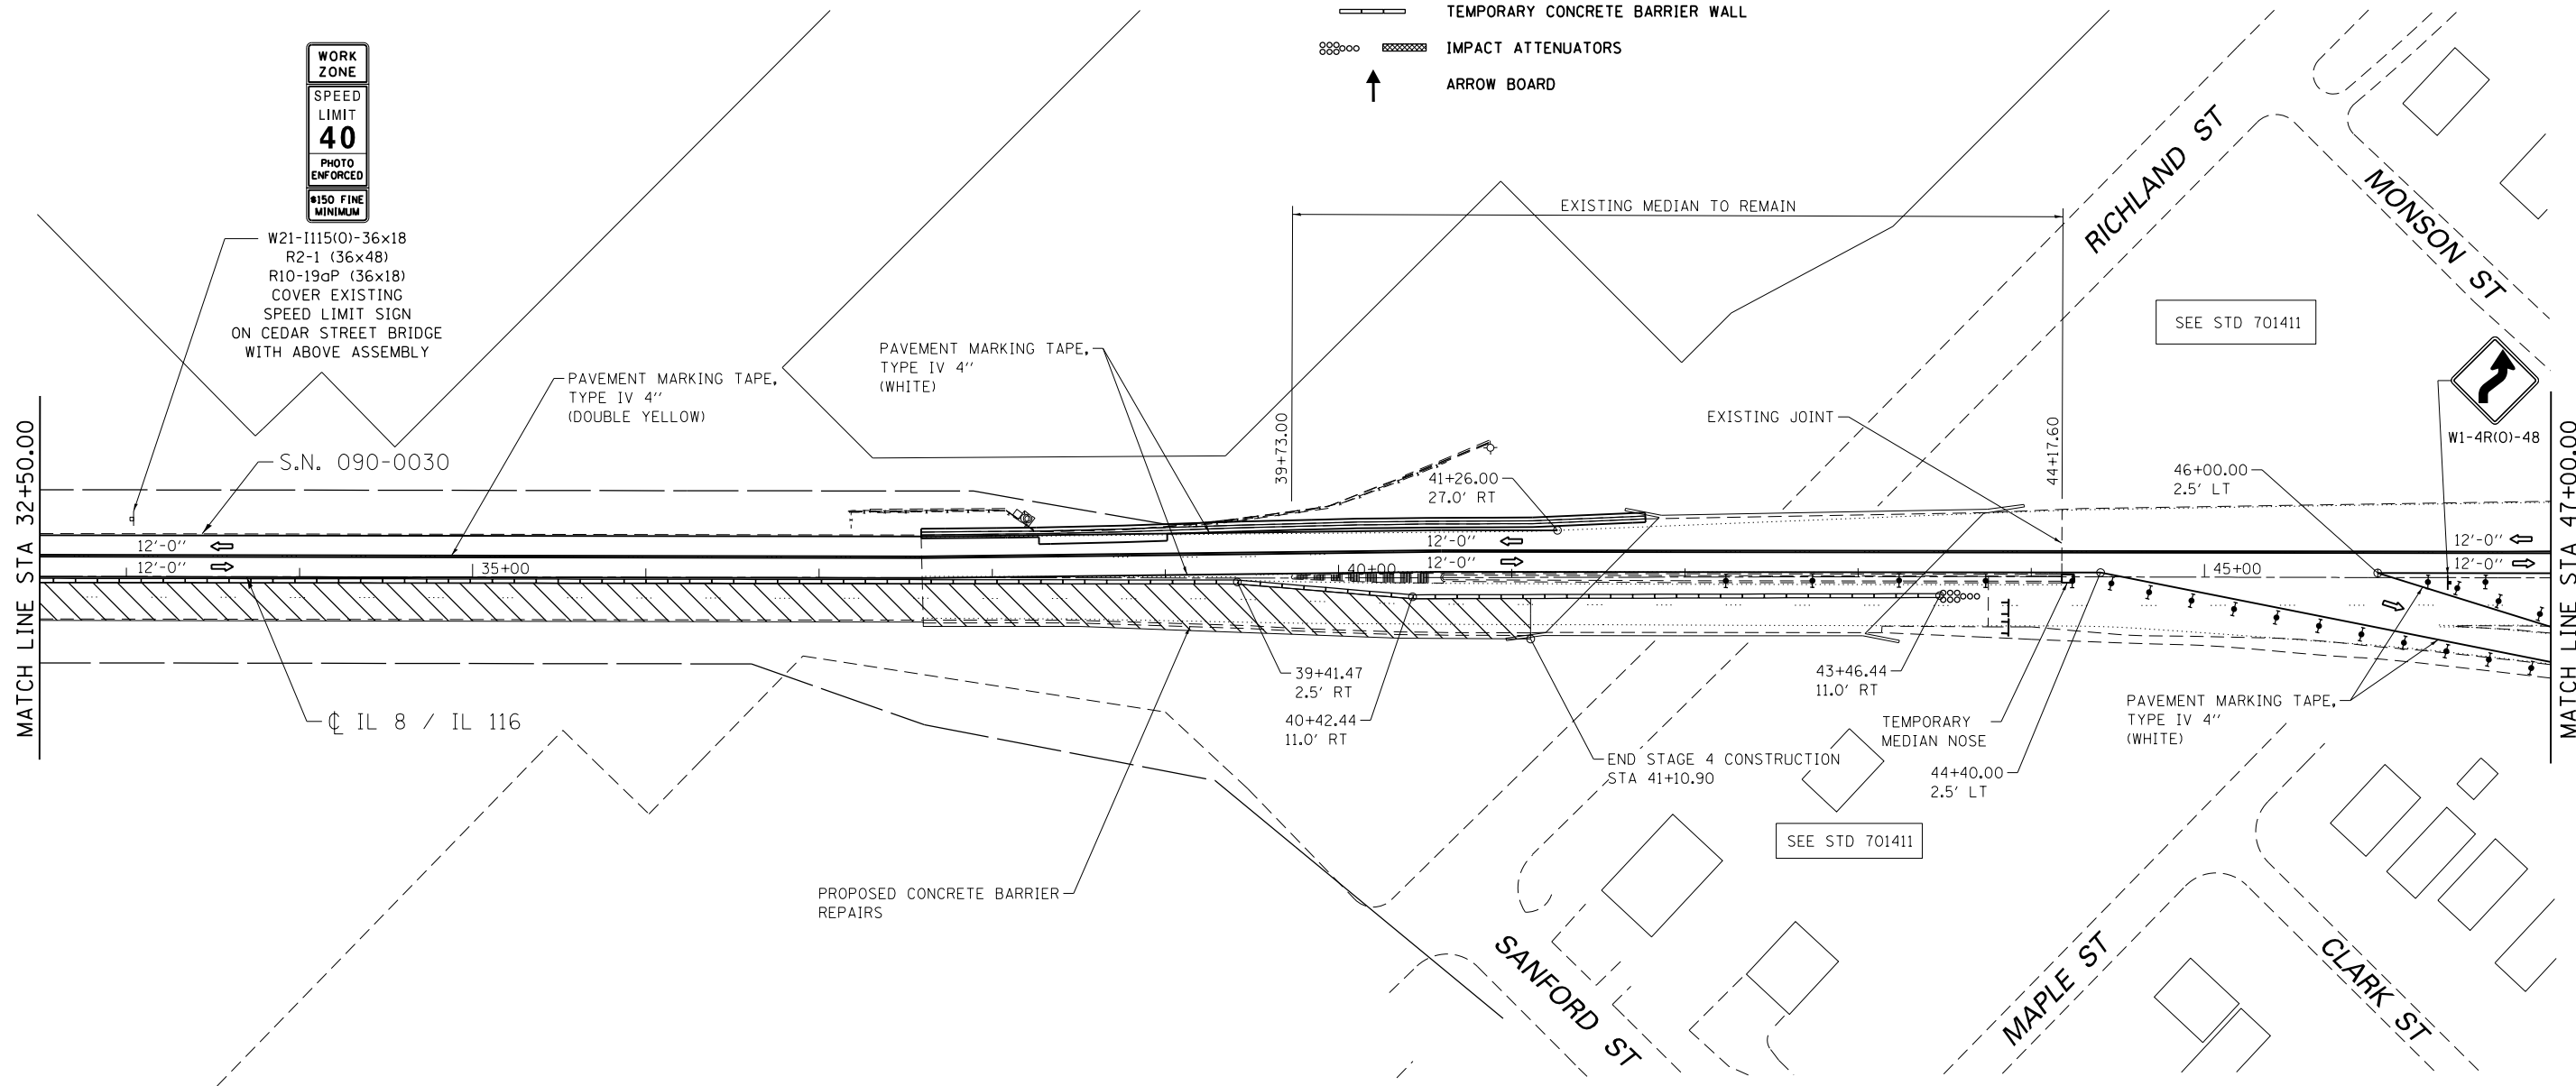 TEMPORARY CONCRETE BARRIER WALL
IMPACT ATTENUATORS
ARROW BOARD
WORK
ZONE
SPEED
LIMIT
40
PHOTO
ENFORCED
$150 FINE
MINIMUM
W21-I115(O)-36x18
R2-1 (36x48)
R10-19aP (36x18)
COVER EXISTING
SPEED LIMIT SIGN
ON CEDAR STREET BRIDGE
WITH ABOVE ASSEMBLY
EXISTING MEDIAN TO REMAIN
RICHLAND ST
MONSON ST
SEE STD 701411
W1-4R(O)-48
PAVEMENT MARKING TAPE,
TYPE IV 4''
(DOUBLE YELLOW)
PAVEMENT MARKING TAPE,
TYPE IV 4''
(WHITE)
EXISTING JOINT
39+73.00
44+17.60
S.N. 090-0030
41+26.00
27.0' RT
46+00.00
2.5' LT
MATCH LINE STA 32+50.00
MATCH LINE STA 47+00.00
12'-0''
12'-0''
12'-0''
12'-0''
12'-0''
12'-0''
35+00
40+00
45+00
39+41.47
2.5' RT
40+42.44
11.0' RT
43+46.44
11.0' RT
TEMPORARY
MEDIAN NOSE
44+40.00
2.5' LT
PAVEMENT MARKING TAPE,
TYPE IV 4''
(WHITE)
℄ IL 8 / IL 116
END STAGE 4 CONSTRUCTION
STA 41+10.90
SEE STD 701411
PROPOSED CONCRETE BARRIER
REPAIRS
SANFORD ST
MAPLE ST
CLARK ST